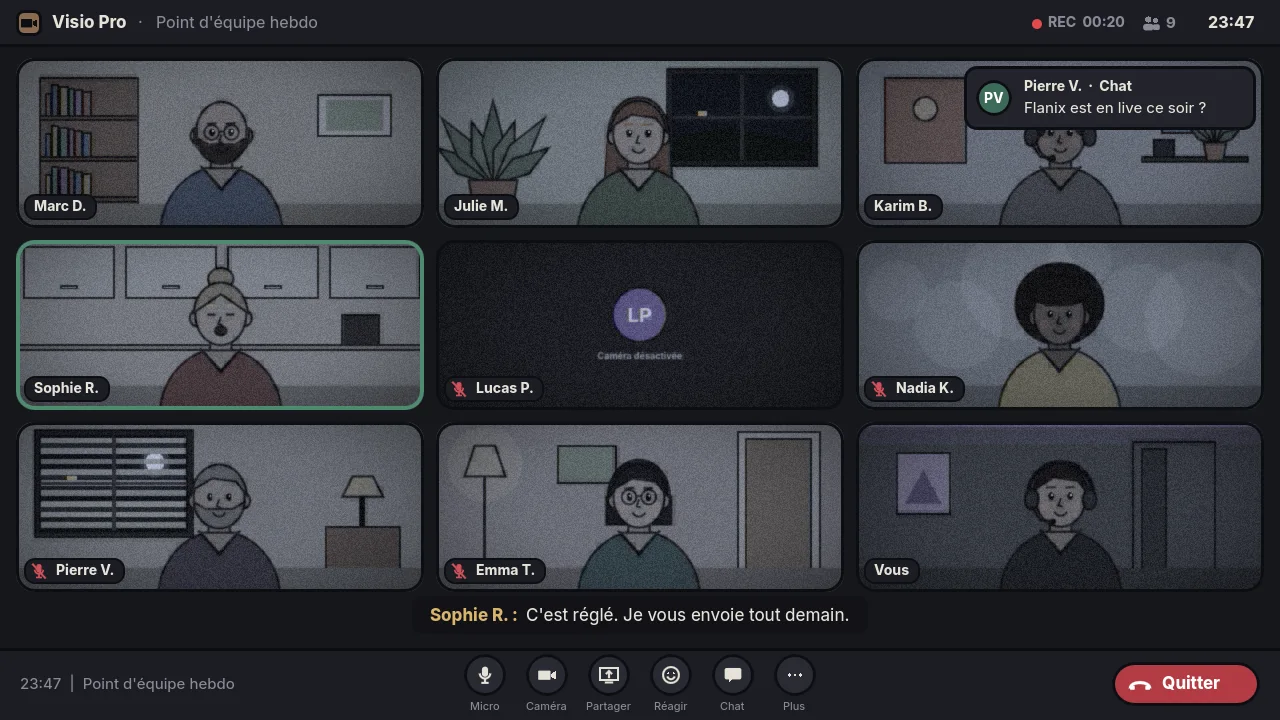 Visio Pro · Point d'équipe hebdo
REC 00:20
9
23:47
PV
Pierre V. · Chat
Flanix est en live ce soir ?
Marc D.
Julie M.
Karim B.
Sophie R.
LP
Caméra désactivée
Lucas P.
Nadia K.
Pierre V.
Emma T.
Vous
Sophie R. : C'est réglé. Je vous envoie tout demain.
23:47 | Point d'équipe hebdo
Micro
Caméra
Partager
Réagir
Chat
Plus
Quitter